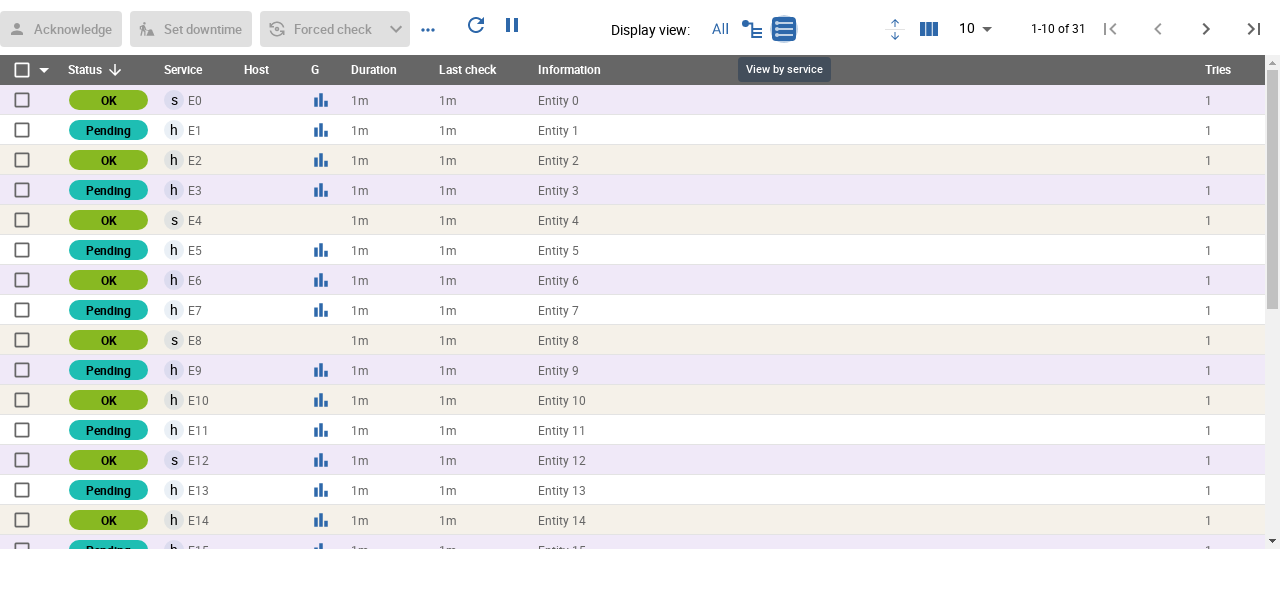 Acknowledge Set downtime Forced check Display view: All 10 1-10 of 31
View by service
Status Service Host G Duration Last check Information Tries
OK s E0 1m 1m Entity 0 1
Pending h E1 1m 1m Entity 1 1
OK h E2 1m 1m Entity 2 1
Pending h E3 1m 1m Entity 3 1
OK s E4 1m 1m Entity 4 1
Pending h E5 1m 1m Entity 5 1
OK h E6 1m 1m Entity 6 1
Pending h E7 1m 1m Entity 7 1
OK s E8 1m 1m Entity 8 1
Pending h E9 1m 1m Entity 9 1
OK h E10 1m 1m Entity 10 1
Pending h E11 1m 1m Entity 11 1
OK s E12 1m 1m Entity 12 1
Pending h E13 1m 1m Entity 13 1
OK h E14 1m 1m Entity 14 1
Pending h E15 1m 1m Entity 15 1